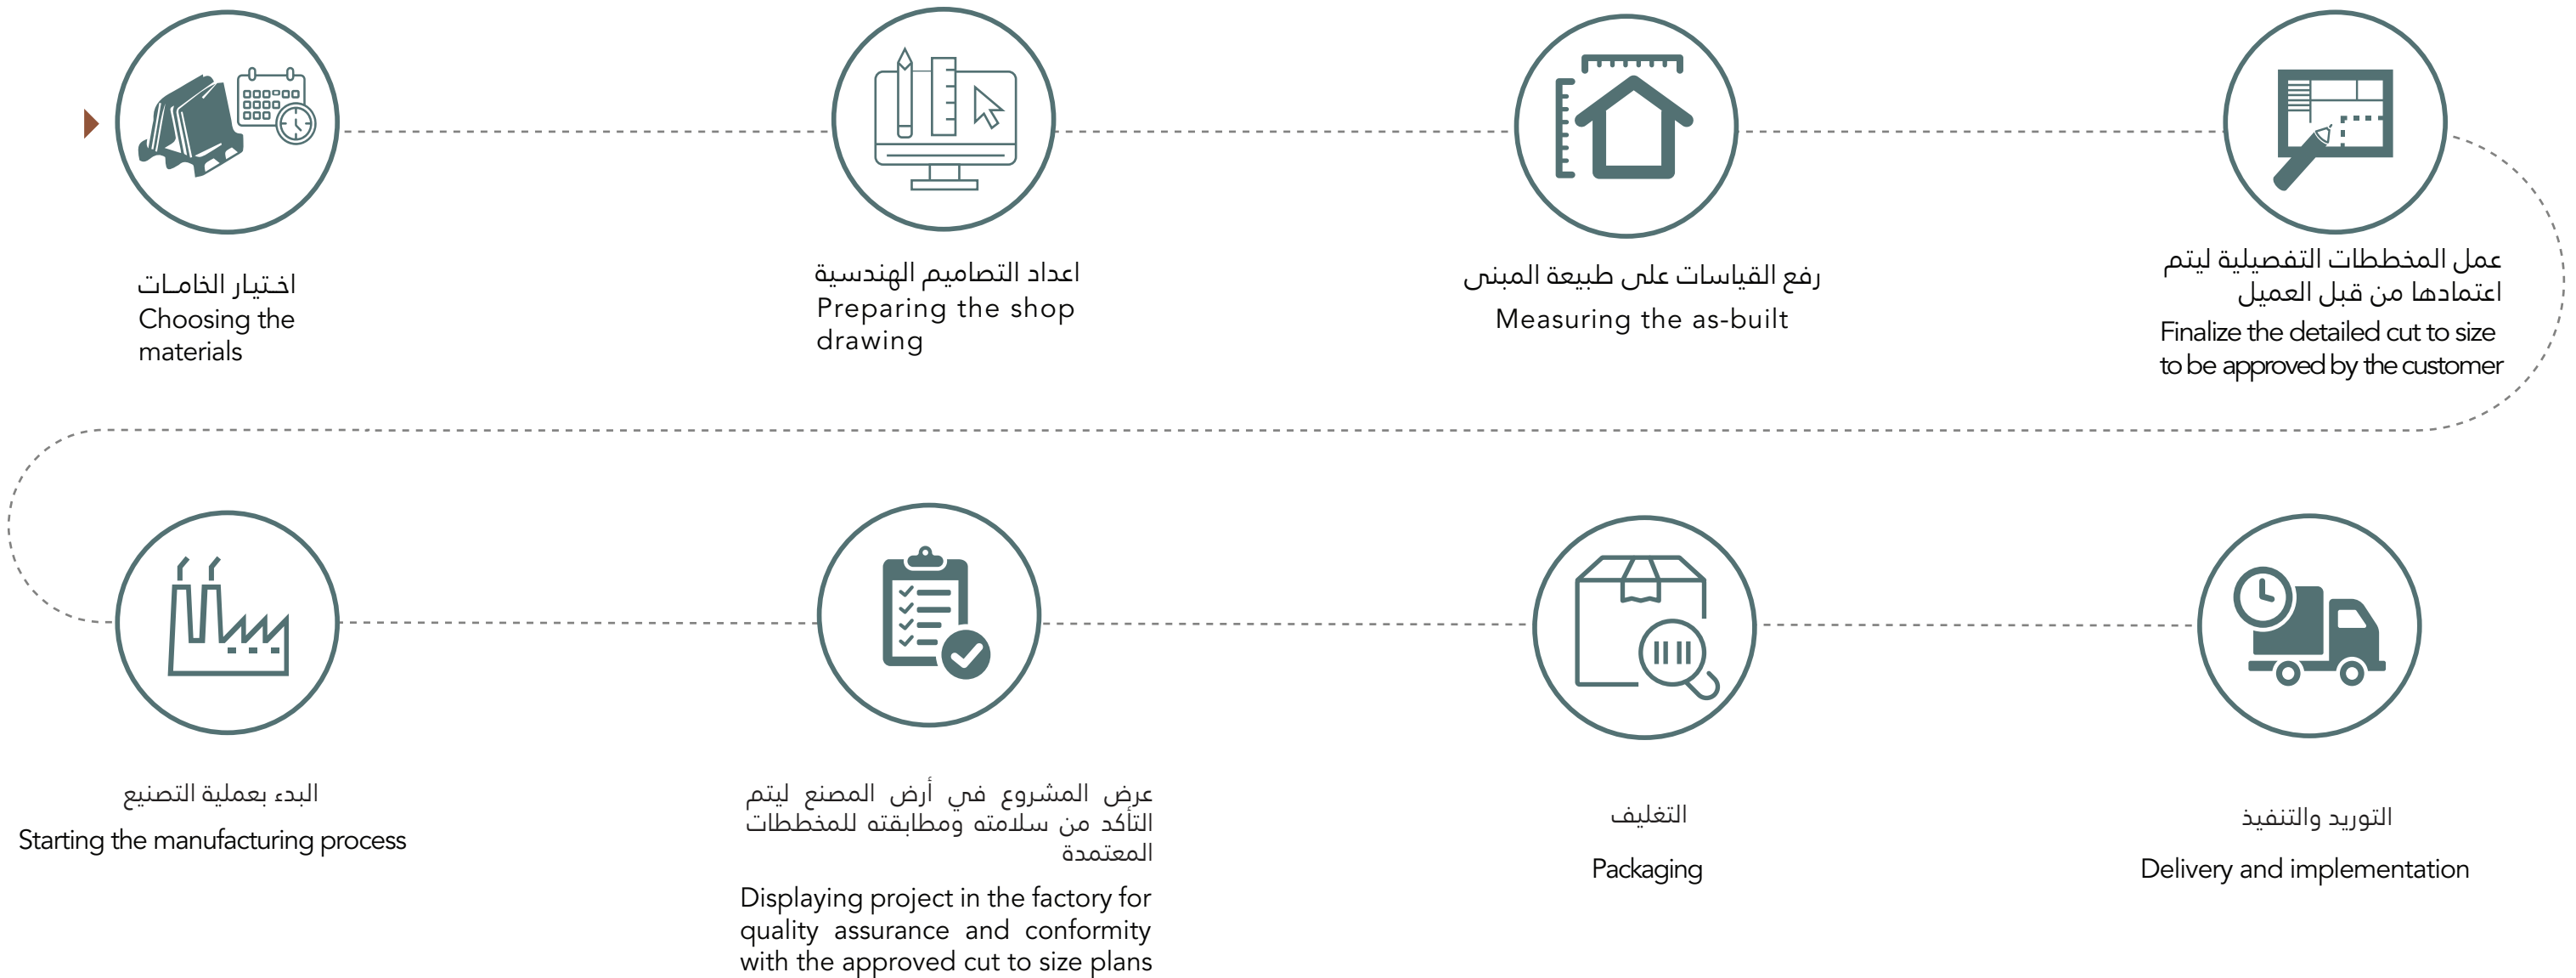 اختيار الخامات
Choosing the
materials
اعداد التصاميم الهندسية
Preparing the shop
drawing
رفع القياسات على طبيعة المبنى
Measuring the as-built
عمل المخططات التفصيلية ليتم
اعتمادها من قبل العميل
Finalize the detailed cut to size
to be approved by the customer
البدء بعملية التصنيع
Starting the manufacturing process
عرض المشروع في أرض المصنع ليتم
التأكد من سلامته ومطابقته للمخططات
المعتمدة
Displaying project in the factory for
quality assurance and conformity
with the approved cut to size plans
التغليف
Packaging
التوريد والتنفيذ
Delivery and implementation